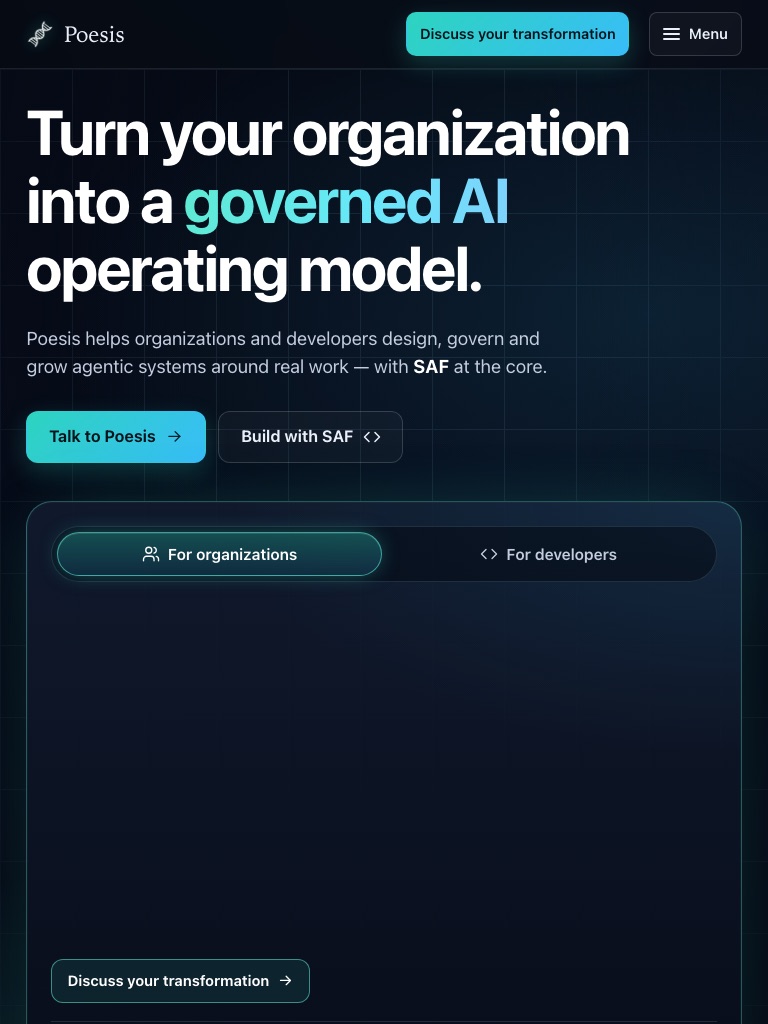 Poesis
Discuss your transformation
Menu
Turn your organization
into a governed AI
operating model.
Poesis helps organizations and developers design, govern and
grow agentic systems around real work — with SAF at the core.
Talk to Poesis →
Build with SAF <>
For organizations
<> For developers
Discuss your transformation →